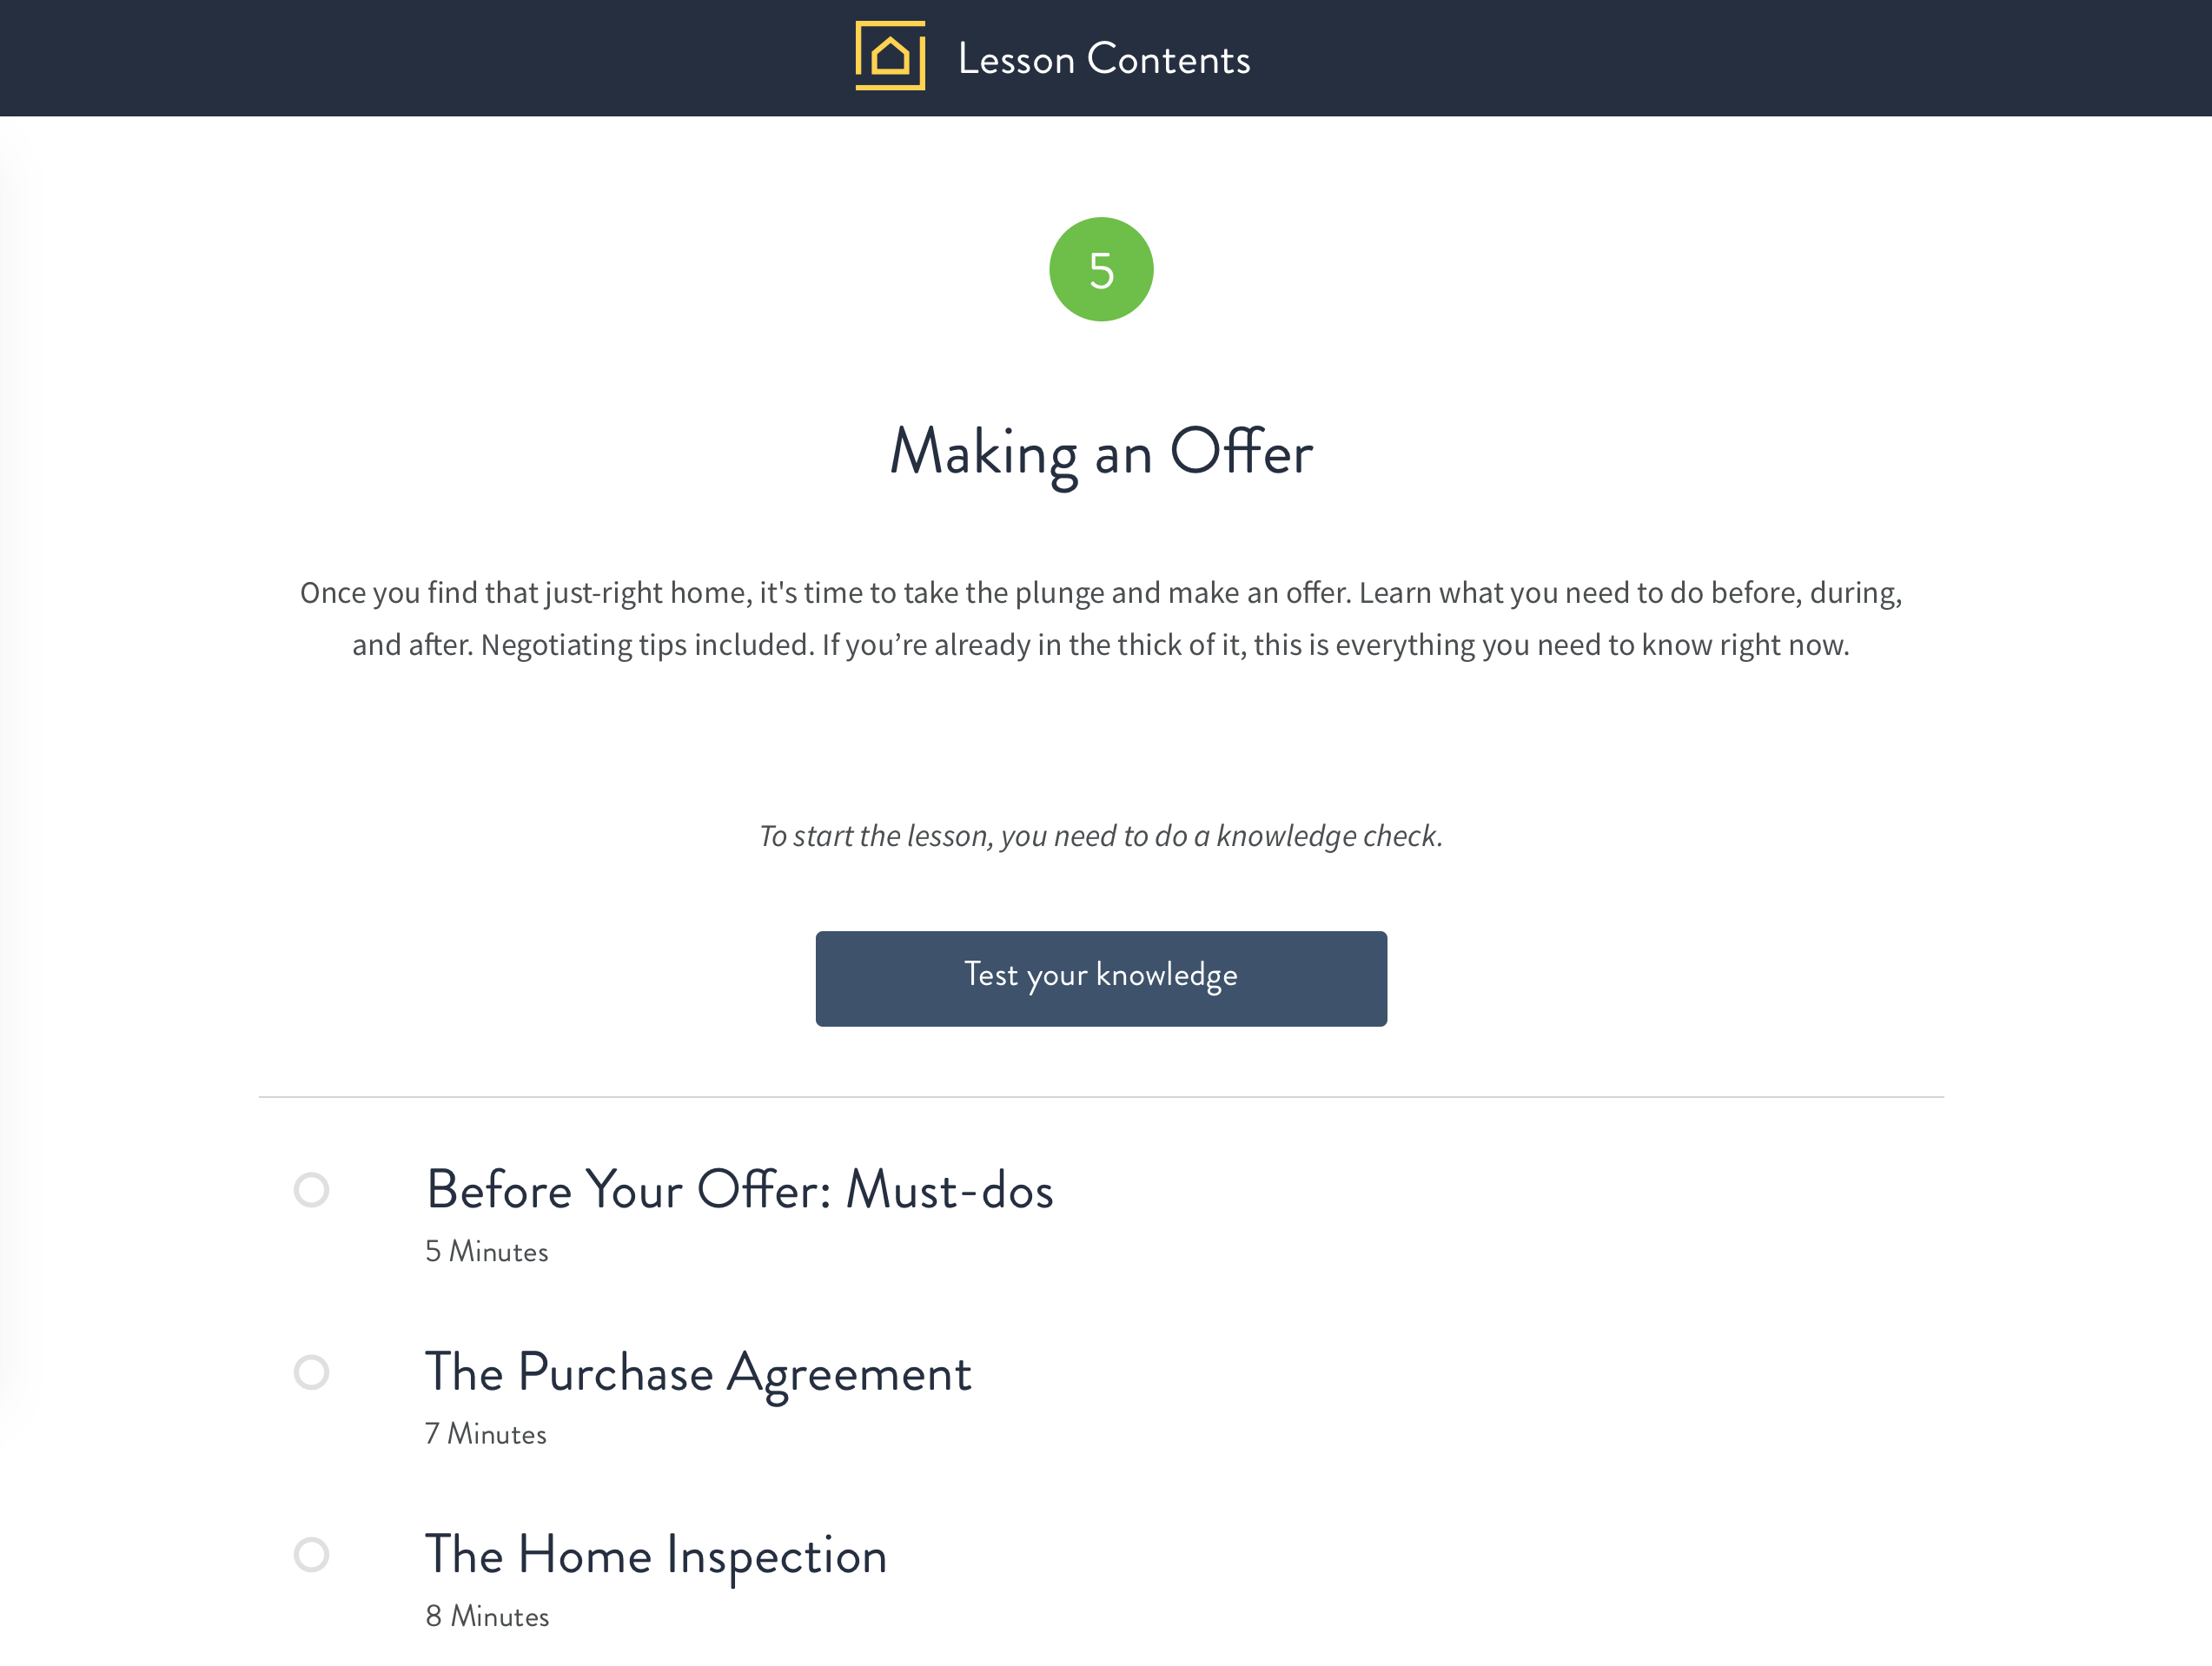 Lesson Contents
5
Making an Offer
Once you find that just-right home, it's time to take the plunge and make an offer. Learn what you need to do before, during,
and after. Negotiating tips included. If you’re already in the thick of it, this is everything you need to know right now.
To start the lesson, you need to do a knowledge check.
Test your knowledge
Before Your Offer: Must-dos
5 Minutes
The Purchase Agreement
7 Minutes
The Home Inspection
8 Minutes